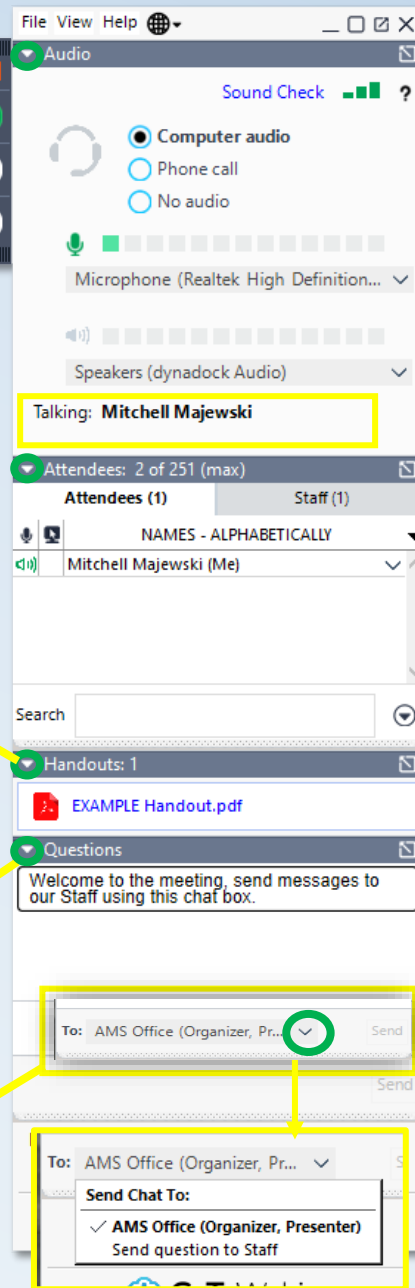 File View Help
Audio
Sound Check ?
Computer audio
Phone call
No audio
Microphone (Realtek High Definition...
Speakers (dynadock Audio)
Talking: Mitchell Majewski
Attendees: 2 of 251 (max)
Attendees (1) Staff (1)
NAMES - ALPHABETICALLY
Mitchell Majewski (Me)
Search
Handouts: 1
EXAMPLE Handout.pdf
Questions
Welcome to the meeting, send messages to
our Staff using this chat box.
To: AMS Office (Organizer, Pr... Send
Send
To: AMS Office (Organizer, Pr... S
Send Chat To:
✓ AMS Office (Organizer, Presenter)
Send question to Staff